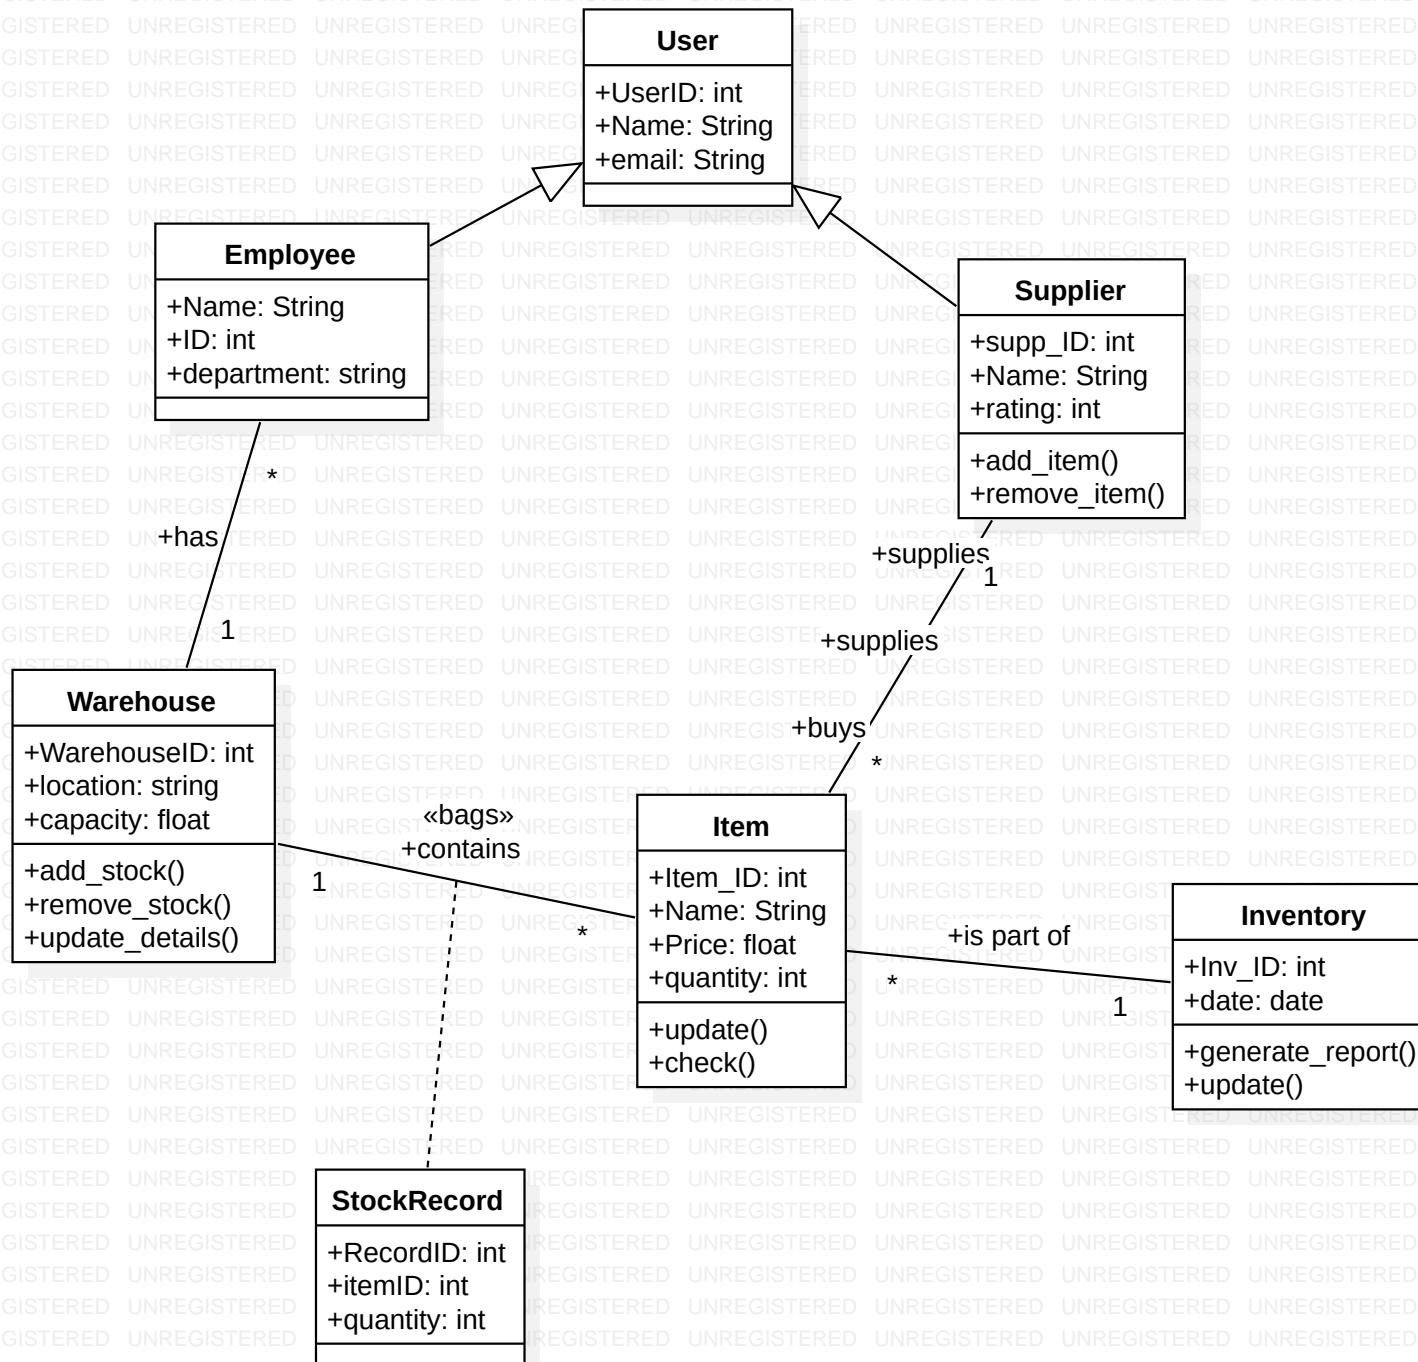 User
+UserID: int
+Name: String
+email: String
Employee
+Name: String
+ID: int
+department: string
Supplier
+supp_ID: int
+Name: String
+rating: int
+add_item()
+remove_item()
*
+has
1
+supplies
1
+supplies
+buys
*
Warehouse
+WarehouseID: int
+location: string
+capacity: float
+add_stock()
+remove_stock()
+update_details()
«bags»
+contains
1
*
Item
+Item_ID: int
+Name: String
+Price: float
+quantity: int
+update()
+check()
+is part of
*
1
Inventory
+Inv_ID: int
+date: date
+generate_report()
+update()
StockRecord
+RecordID: int
+itemID: int
+quantity: int
UNREGISTERED